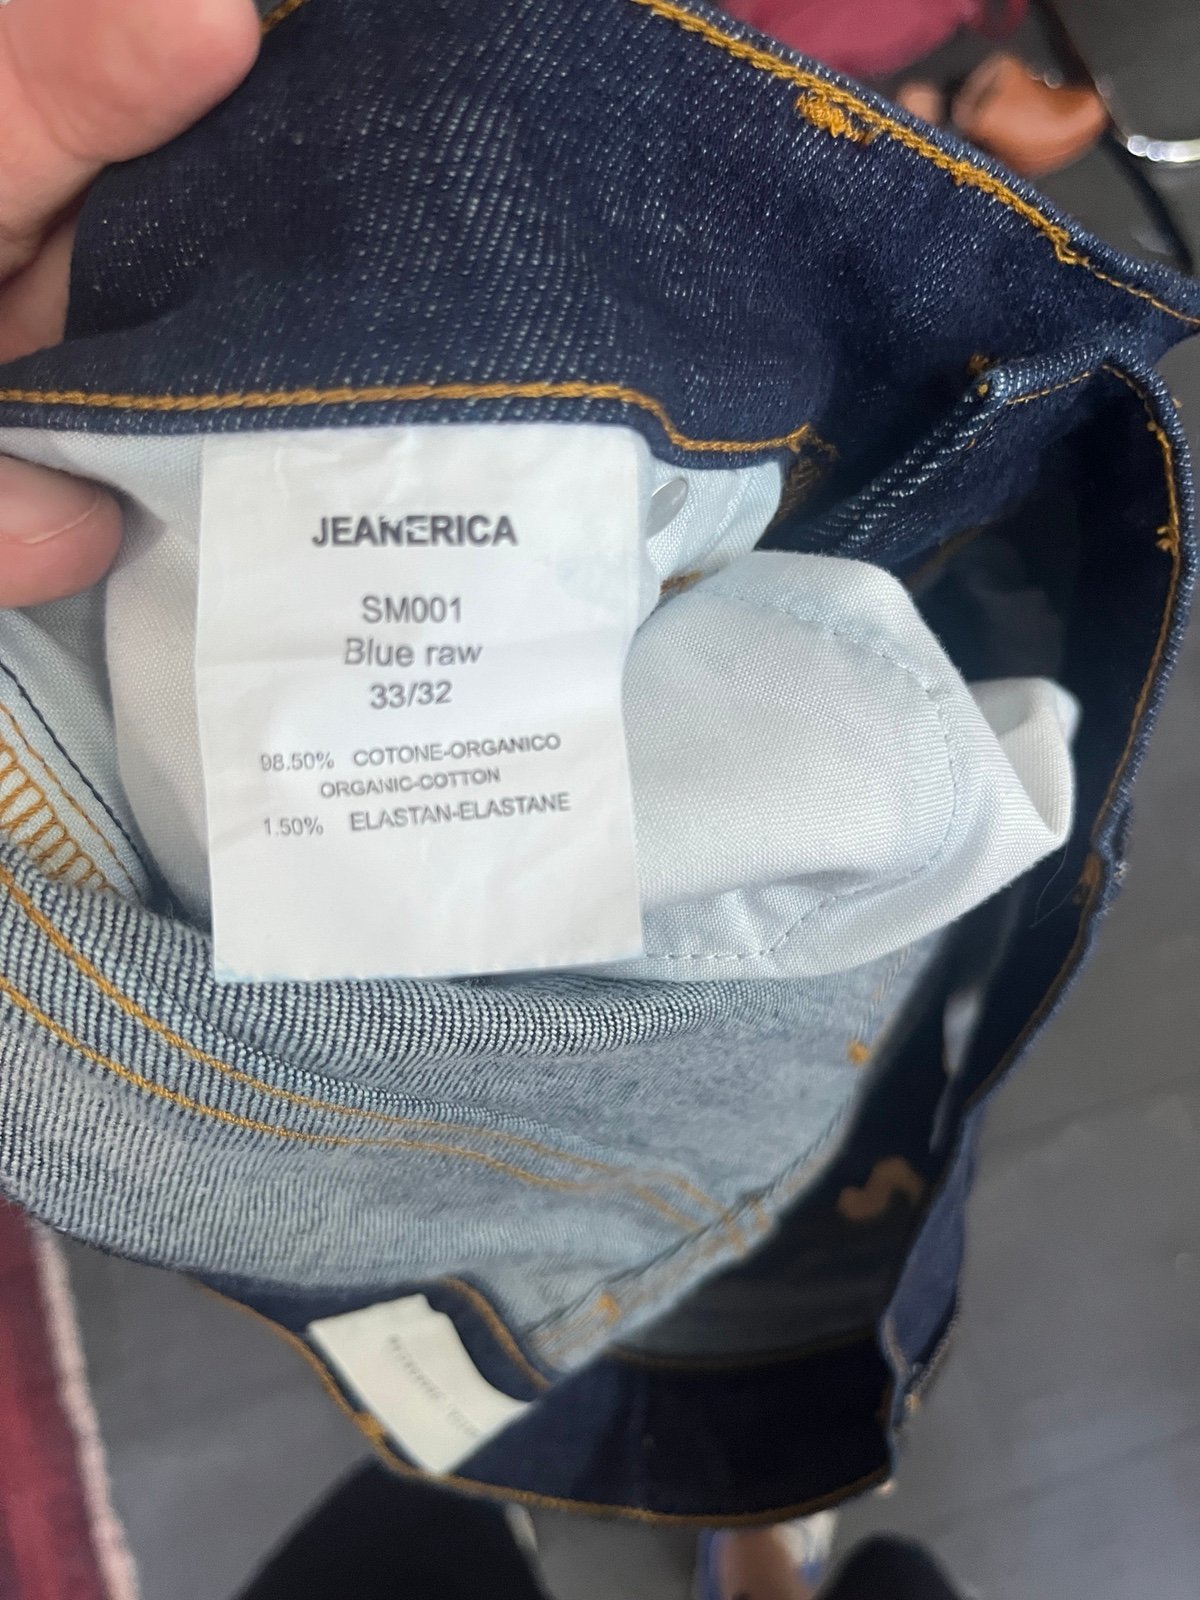 JEANERICA
SM001
Blue raw
33/32
98.50% COTONE-ORGANICO
ORGANIC-COTTON
1.50% ELASTAN-ELASTANE